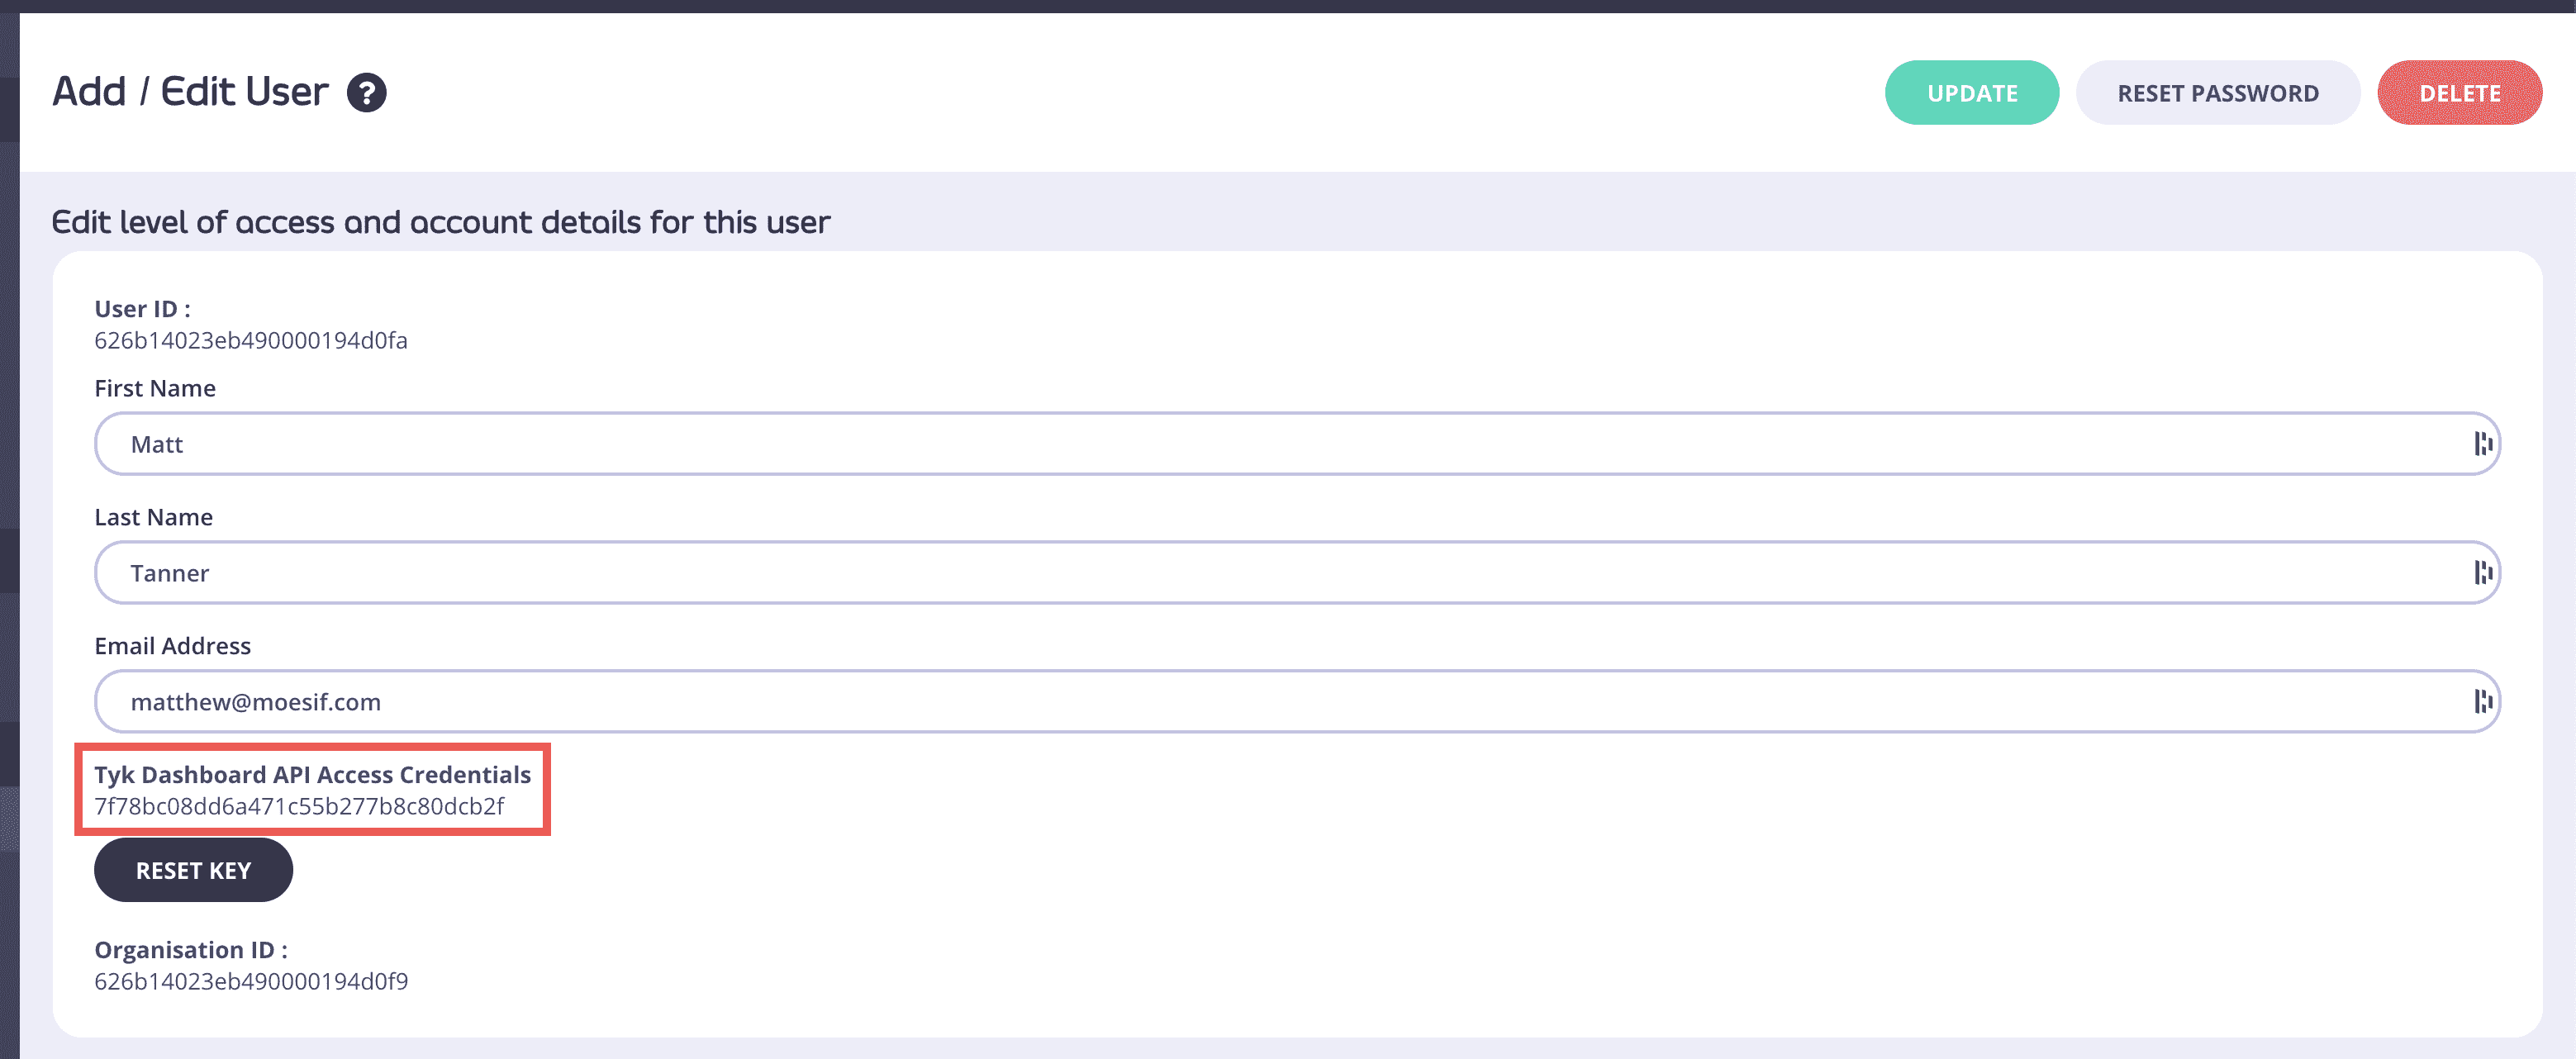 Add / Edit User ?
UPDATE
RESET PASSWORD
DELETE
Edit level of access and account details for this user
User ID :
626b14023eb490000194d0fa
First Name
Matt
Last Name
Tanner
Email Address
matthew@moesif.com
Tyk Dashboard API Access Credentials
7f78bc08dd6a471c55b277b8c80dcb2f
RESET KEY
Organisation ID :
626b14023eb490000194d0f9